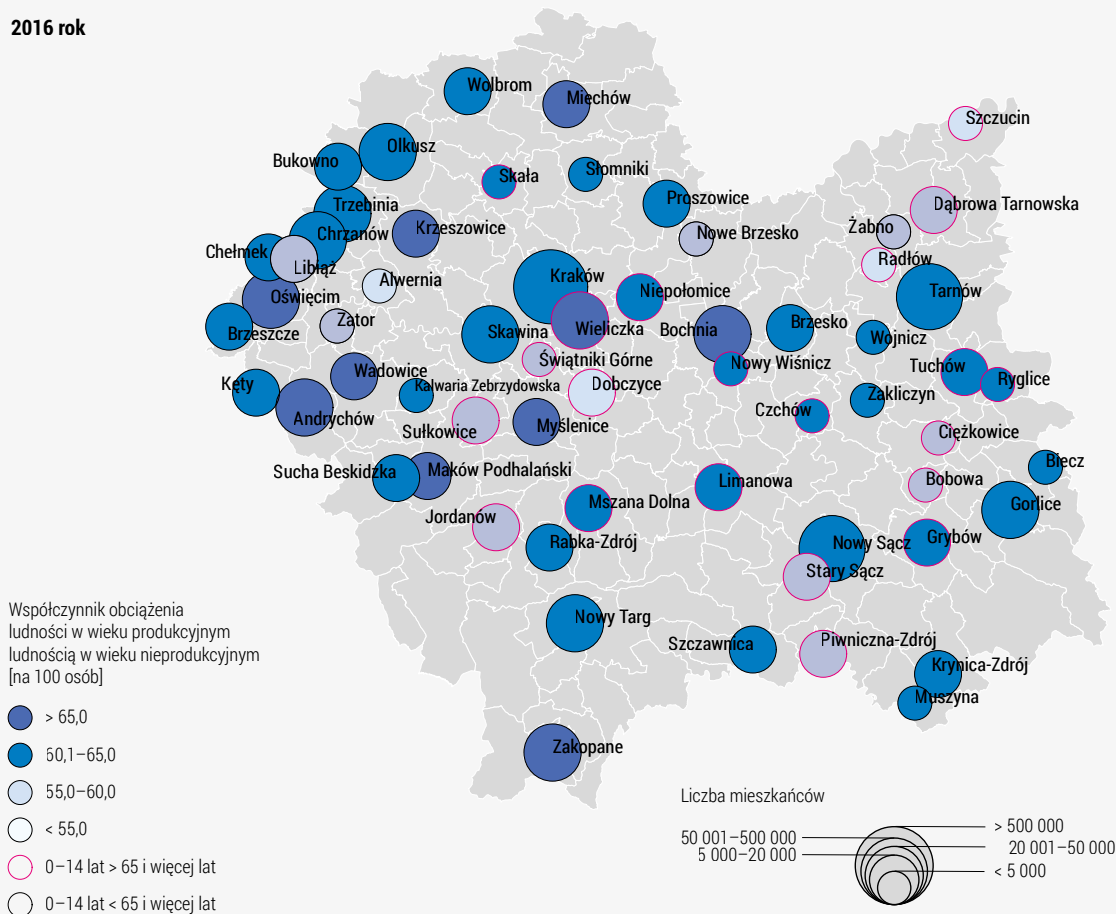 2016 rok
Wolbrom
Miechów
Szczucin
Olkusz
Bukowno
Słomniki
Skała
Proszowice
Trzebinia
Dąbrowa Tarnowska
Krzeszowice
Żabno
Chrzanów
Nowe Brzesko
Chełmek
Radłów
Libłąż
Kraków
Alwernia
Niepołomice
Tarnów
Oświęcim
Zator
Brzesko
Wieliczka
Bochnia
Skawina
Brzeszcze
Wojnicz
Świątniki Górne
Nowy Wiśnicz
Tuchów
Wadowice
Ryglice
Kęty
Kalwaria Zebrzydowska
Dobczyce
Zakliczyn
Czchów
Andrychów
Myślenice
Sułkowice
Ciężkowice
Biecz
Sucha Beskidzka
Maków Podhalański
Bobowa
Limanowa
Mszana Dolna
Gorlice
Jordanów
Grybów
Rabka-Zdrój
Nowy Sącz
Stary Sącz
Nowy Targ
Piwniczna-Zdrój
Szczawnica
Krynica-Zdrój
Muszyna
Zakopane
Współczynnik obciążenia
ludności w wieku produkcyjnym
ludnością w wieku nieprodukcyjnym
[na 100 osób]
> 65,0
60,1–65,0
55,0–60,0
< 55,0
0–14 lat > 65 i więcej lat
0–14 lat < 65 i więcej lat
Liczba mieszkańców
> 500 000
50 001–500 000
20 001–50 000
5 000–20 000
< 5 000